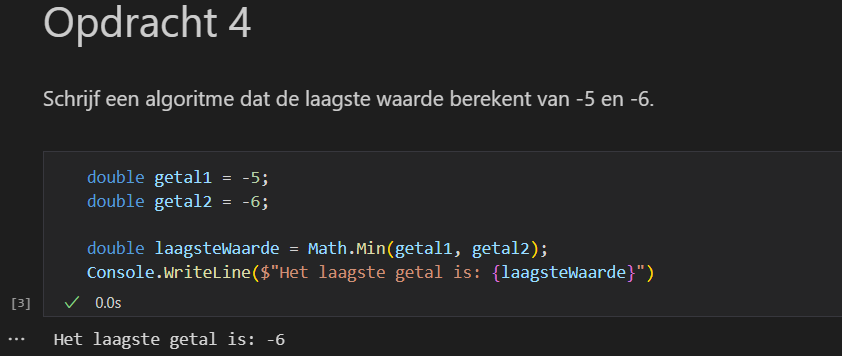 Opdracht 4
Schrijf een algoritme dat de laagste waarde berekent van -5 en -6.
double getal1 = -5;
double getal2 = -6;
double laagsteWaarde = Math.Min(getal1, getal2);
Console.WriteLine($"Het laagste getal is: {laagsteWaarde}")
[3] ✓ 0.0s
··· Het laagste getal is: -6